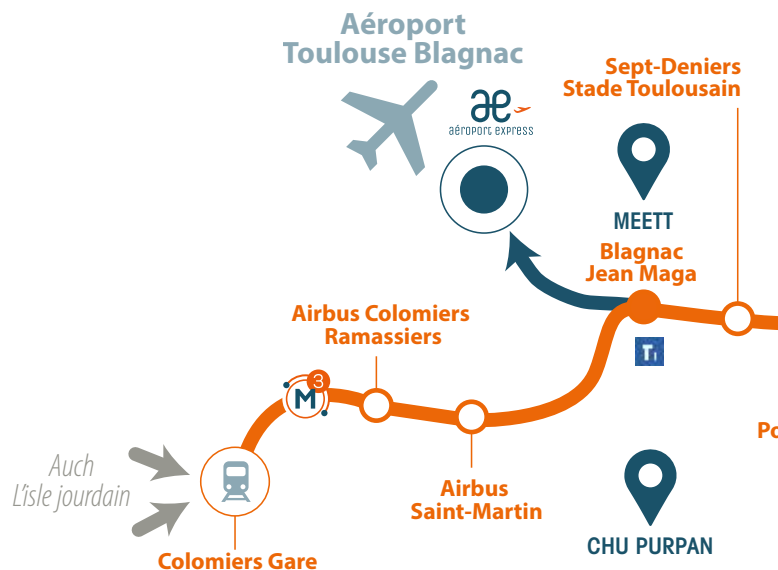 Aéroport
Toulouse Blagnac
æ
aéroport express
Sept-Deniers
Stade Toulousain
MEETT
Blagnac
Jean Maga
T1
Airbus Colomiers
Ramassiers
3
M
Airbus
Saint-Martin
Auch
L'isle jourdain
Colomiers Gare
CHU PURPAN
Po